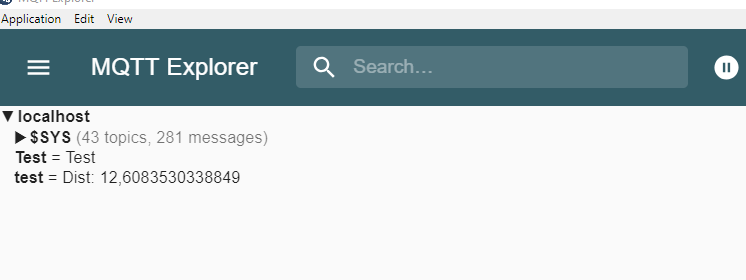 MQTT Explorer
Application Edit View
MQTT Explorer
Search...
▼ localhost
▶ $SYS (43 topics, 281 messages)
Test = Test
test = Dist: 12,6083530338849